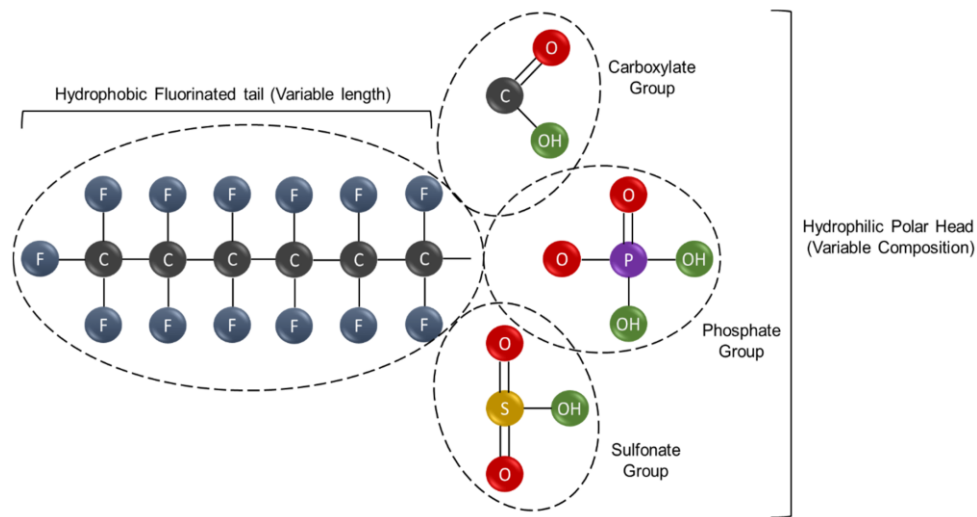 Hydrophobic Fluorinated tail (Variable length)
O
C
OH
Carboxylate
Group
F F F F F F
F C C C C C C
F F F F F F
O
O P OH
OH
Phosphate
Group
Hydrophilic Polar Head
(Variable Composition)
O
S OH
O
Sulfonate
Group